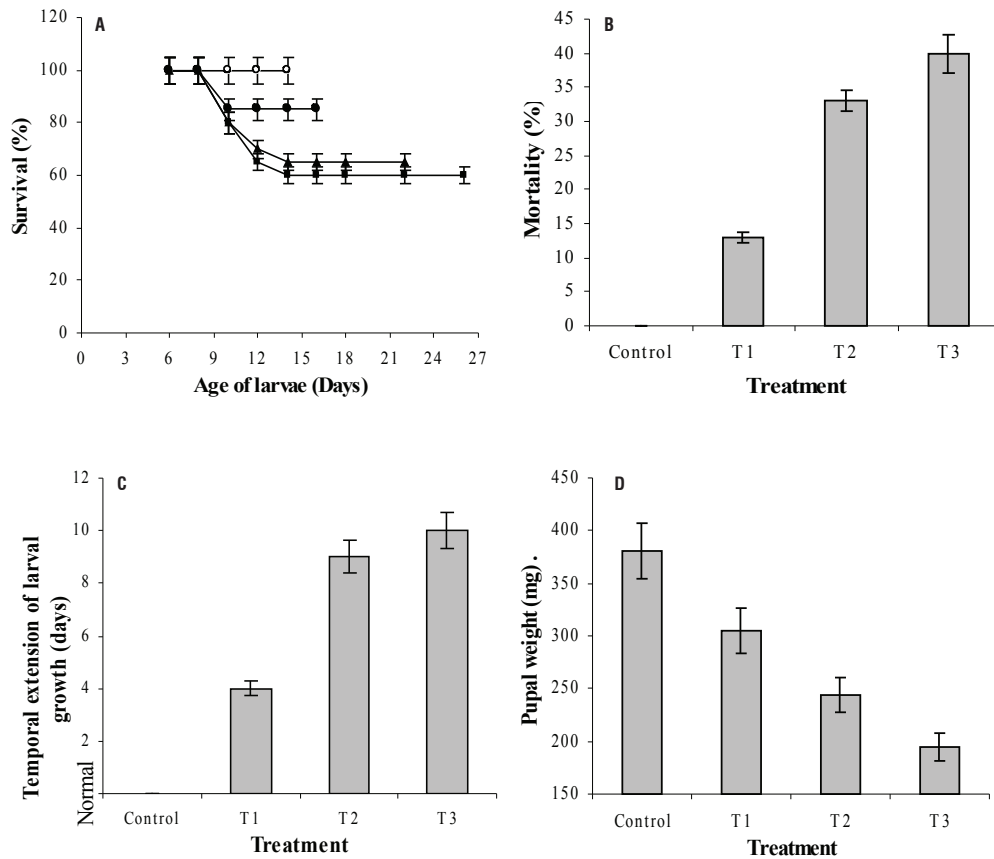 A
120
100
80
60
40
20
0
Survival (%)
0 3 6 9 12 15 18 21 24 27
Age of larvae (Days)
B
45
40
35
30
25
20
15
10
5
0
Mortality (%)
Control T1 T2 T3
Treatment
C
12
10
8
6
4
2
Normal
Temporal extension of larval
growth (days)
Control T1 T2 T3
Treatment
D
450
400
350
300
250
200
150
Pupal weight (mg) .
Control T1 T2 T3
Treatment